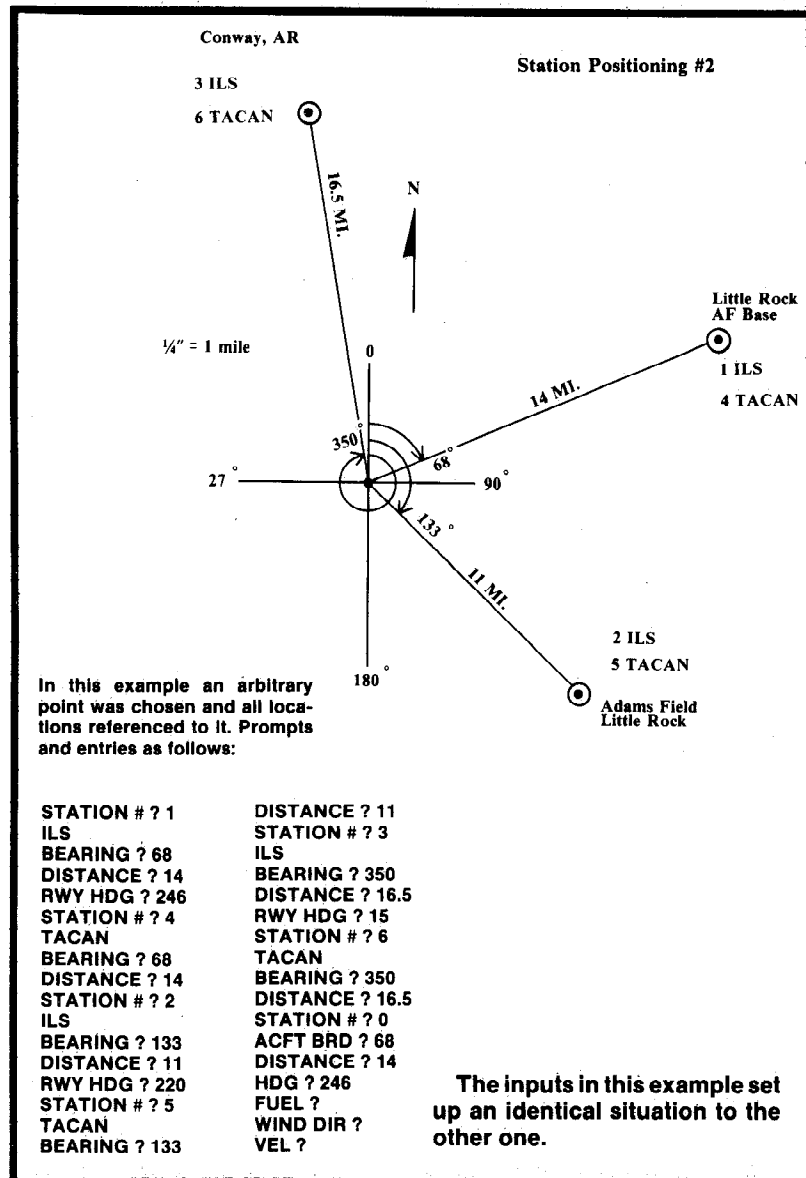 Conway, AR
Station Positioning #2
3 ILS
6 TACAN
16.5 MI.
N
Little Rock
AF Base
1 ILS
4 TACAN
¼" = 1 mile
0
14 MI.
350°
68°
27°
90°
133°
11 MI.
2 ILS
5 TACAN
180°
Adams Field
Little Rock
In this example an arbitrary
point was chosen and all loca-
tions referenced to it. Prompts
and entries as follows:
STATION # ? 1
ILS
BEARING ? 68
DISTANCE ? 14
RWY HDG ? 246
STATION # ? 4
TACAN
BEARING ? 68
DISTANCE ? 14
STATION # ? 2
ILS
BEARING ? 133
DISTANCE ? 11
RWY HDG ? 220
STATION # ? 5
TACAN
BEARING ? 133
DISTANCE ? 11
STATION # ? 3
ILS
BEARING ? 350
DISTANCE ? 16.5
RWY HDG ? 15
STATION # ? 6
TACAN
BEARING ? 350
DISTANCE ? 16.5
STATION # ? 0
ACFT BRD ? 68
DISTANCE ? 14
HDG ? 246
FUEL ?
WIND DIR ?
VEL ?
The inputs in this example set
up an identical situation to the
other one.